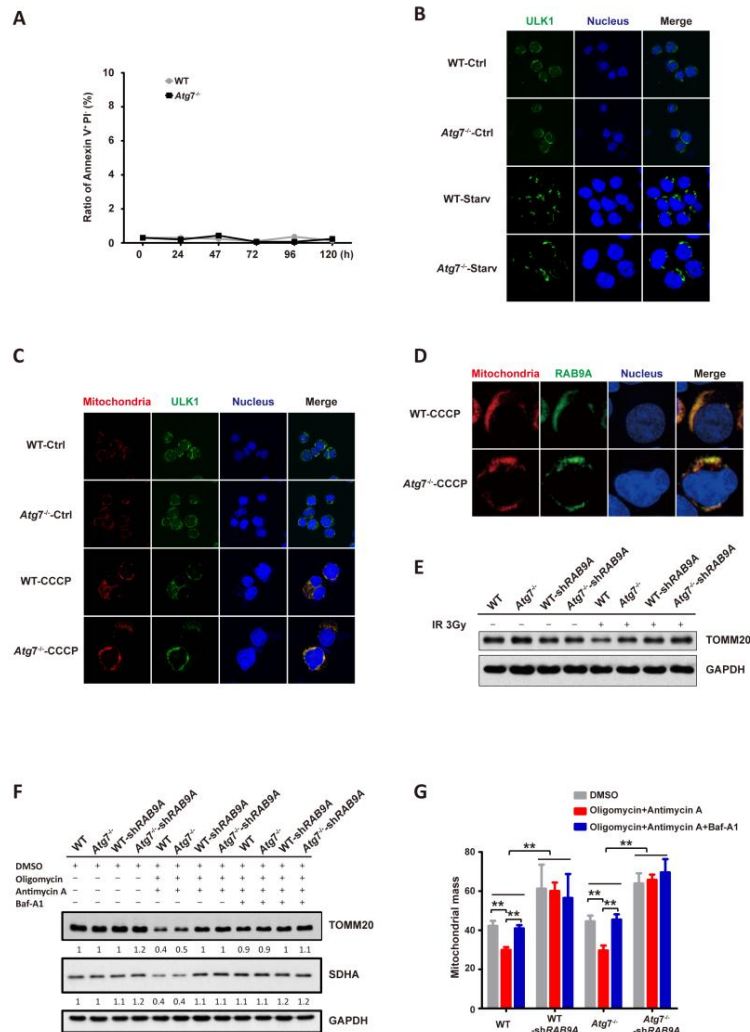 A
WT
Atg7-/-
Ratio of Annexin V+ PI- (%)
10
8
6
4
2
0
0 24 47 72 96 120 (h)
B
ULK1 Nucleus Merge
WT-Ctrl
Atg7-/--Ctrl
WT-Starv
Atg7-/--Starv
C
Mitochondria ULK1 Nucleus Merge
WT-Ctrl
Atg7-/--Ctrl
WT-CCCP
Atg7-/--CCCP
D
Mitochondria RAB9A Nucleus Merge
WT-CCCP
Atg7-/--CCCP
E
WT Atg7-/- WT-shRAB9A Atg7-/--shRAB9A WT Atg7-/- WT-shRAB9A Atg7-/--shRAB9A
IR 3Gy − − − − + + + +
TOMM20
GAPDH
F
WT Atg7-/- WT-shRAB9A Atg7-/--shRAB9A WT Atg7-/- WT-shRAB9A Atg7-/--shRAB9A WT Atg7-/- WT-shRAB9A Atg7-/--shRAB9A
DMSO + + + + + + + + + + + +
Oligomycin − − − − + + + + + + + +
Antimycin A − − − − + + + + + + + +
Baf-A1 − − − − − − − − + + + +
TOMM20
1 1 1 1.2 0.4 0.5 1 1 0.9 0.9 1 1.1
SDHA
1 1 1.1 1.2 0.4 0.4 1.1 1.1 1.1 1.1 1.2 1.2
GAPDH
G
DMSO
Oligomycin+Antimycin A
Oligomycin+Antimycin A+Baf-A1
Mitochondrial mass
80
60
40
20
0
** **
** ** ** **
WT WT-shRAB9A Atg7-/- Atg7-/--shRAB9A